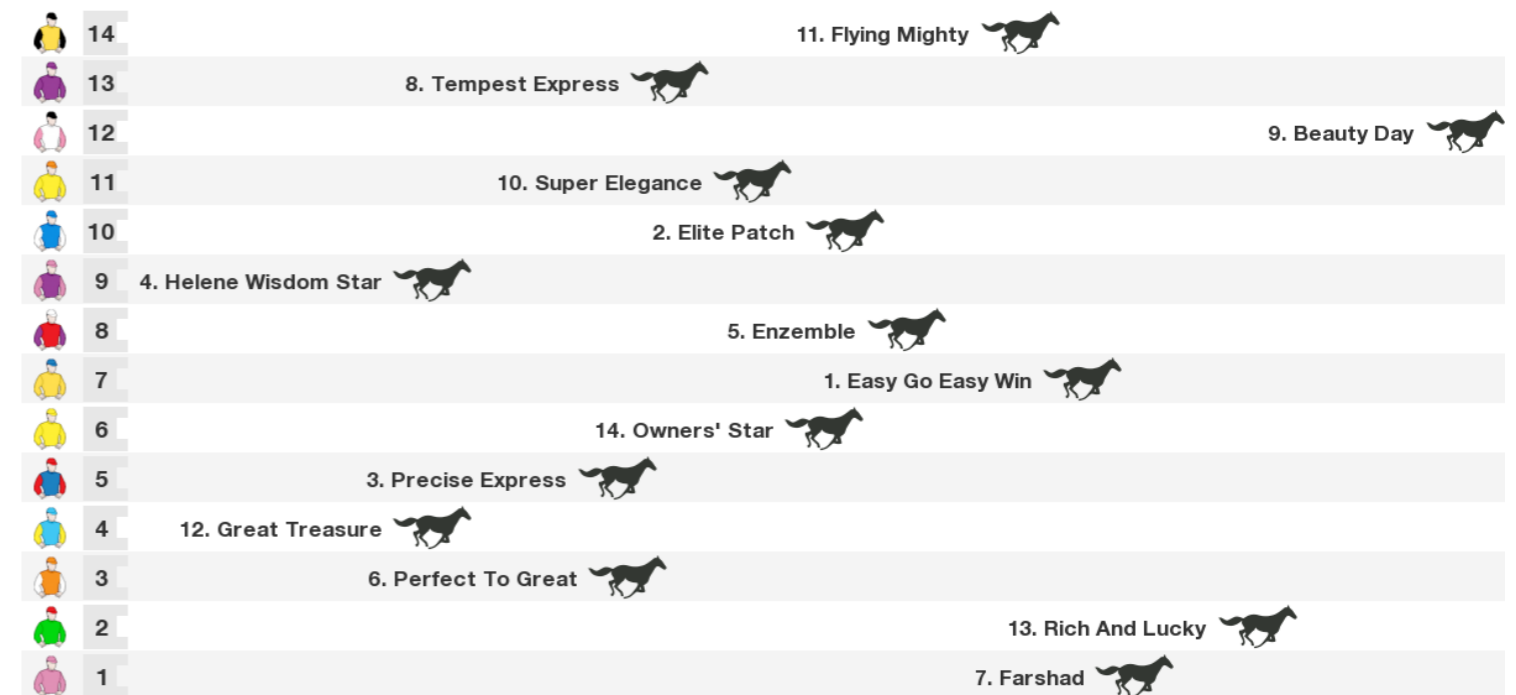 14 11. Flying Mighty
13 8. Tempest Express
12 9. Beauty Day
11 10. Super Elegance
10 2. Elite Patch
9 4. Helene Wisdom Star
8 5. Enzemble
7 1. Easy Go Easy Win
6 14. Owners' Star
5 3. Precise Express
4 12. Great Treasure
3 6. Perfect To Great
2 13. Rich And Lucky
1 7. Farshad